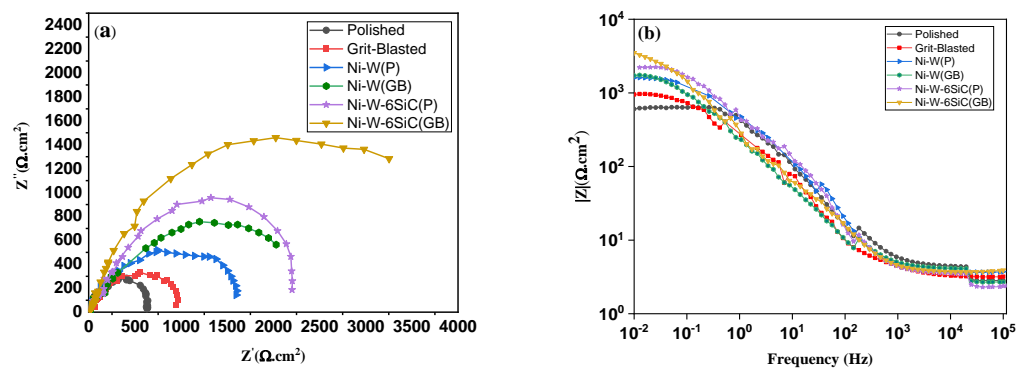 (a)
2400
2200
2000
1800
1600
1400
1200
1000
800
600
400
200
0
Z''(Ω.cm²)
0 500 1000 1500 2000 2500 3000 3500 4000
Z'(Ω.cm²)
Polished
Grit-Blasted
Ni-W(P)
Ni-W(GB)
Ni-W-6SiC(P)
Ni-W-6SiC(GB)
(b)
10⁴
10³
10²
10¹
10⁰
|Z|(Ω.cm²)
10⁻² 10⁻¹ 10⁰ 10¹ 10² 10³ 10⁴ 10⁵
Frequency (Hz)
Polished
Grit-Blasted
Ni-W(P)
Ni-W(GB)
Ni-W-6SiC(P)
Ni-W-6SiC(GB)